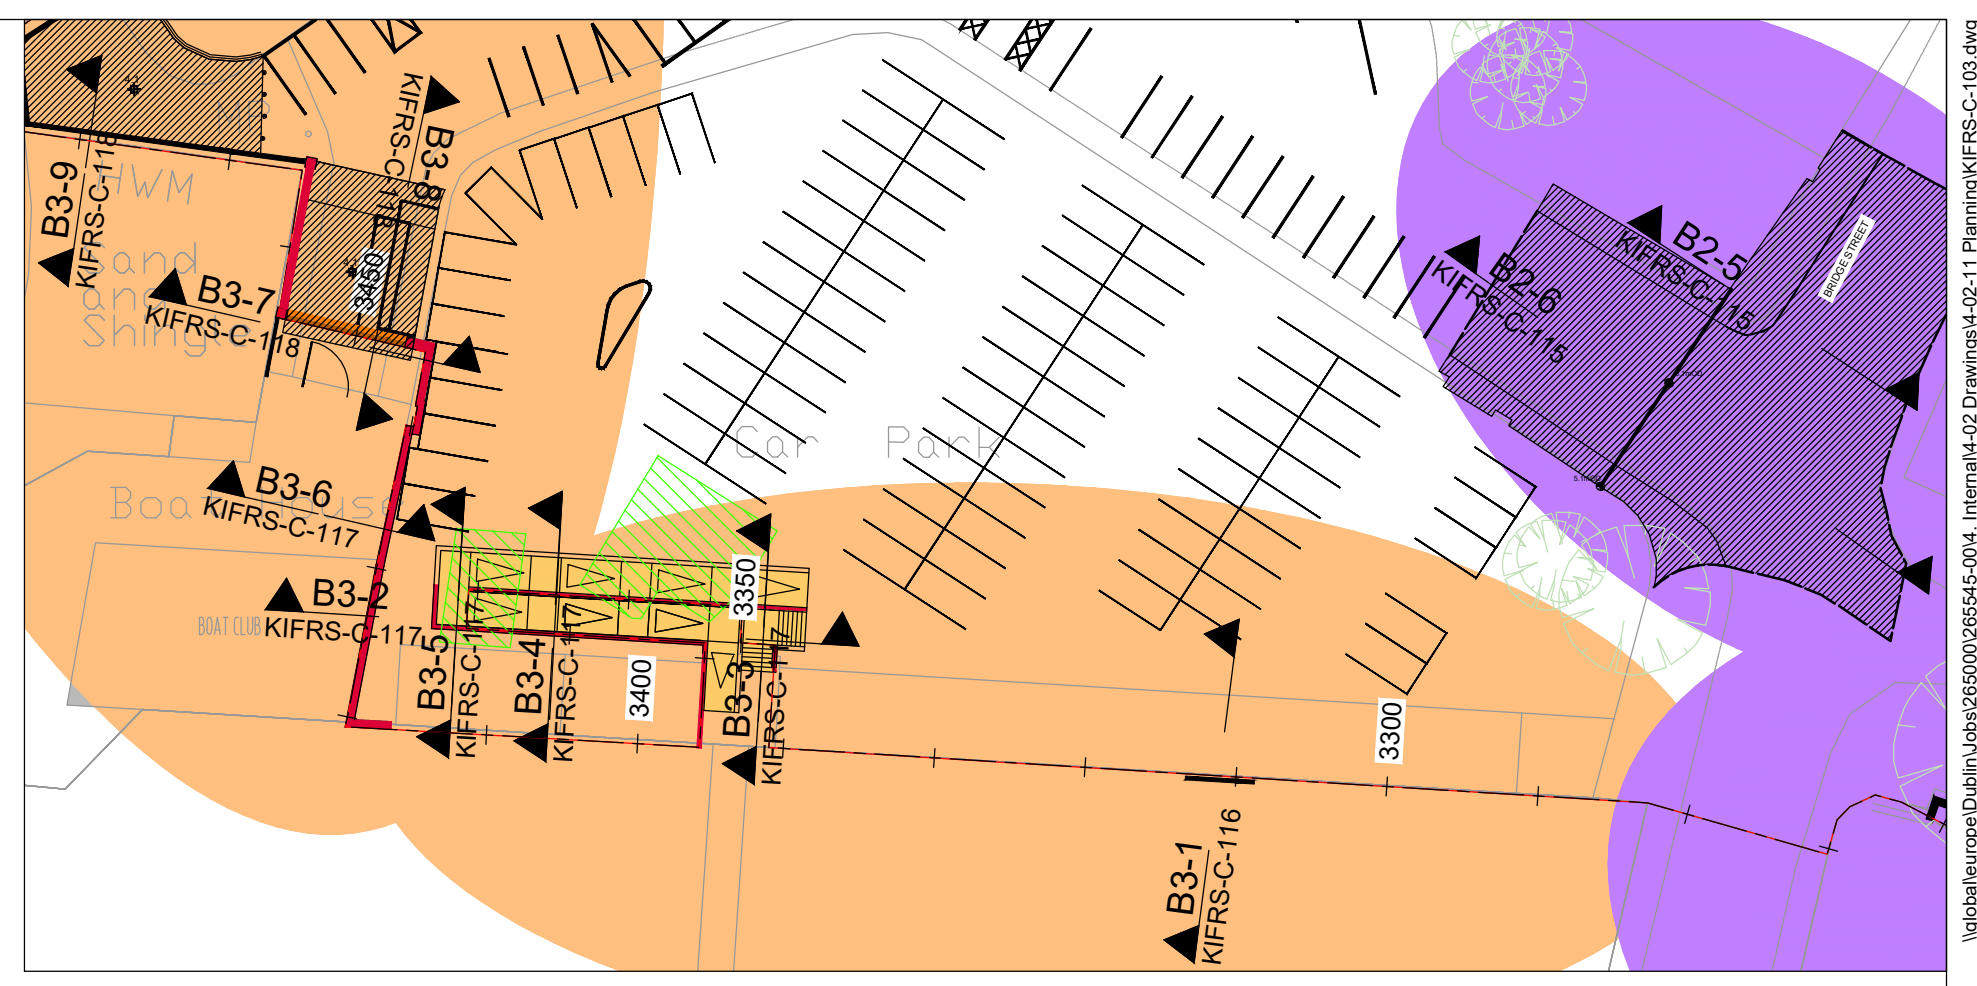 B3-9
KIFRS-C-118
HWM
Sand
and
Shingle
B3-7
KIFRS-C-118
B3-8
KIFRS-C-118
3450
B3-6
KIFRS-C-117
Boat House
B3-2
KIFRS-C-117
BOAT CLUB
B3-5
KIFRS-C-117
B3-4
KIFRS-C-117
3400
B3-3
KIFRS-C-117
3350
Car Park
B3-1
KIFRS-C-116
3300
B2-6
KIFRS-C-115
B2-5
KIFRS-C-115
BRIDGE STREET
\\global\europe\Dublin\Jobs\265000\265545-00\4. Internal\4-02 Drawings\4-02-11 Planning\KIFRS-C-103.dwg